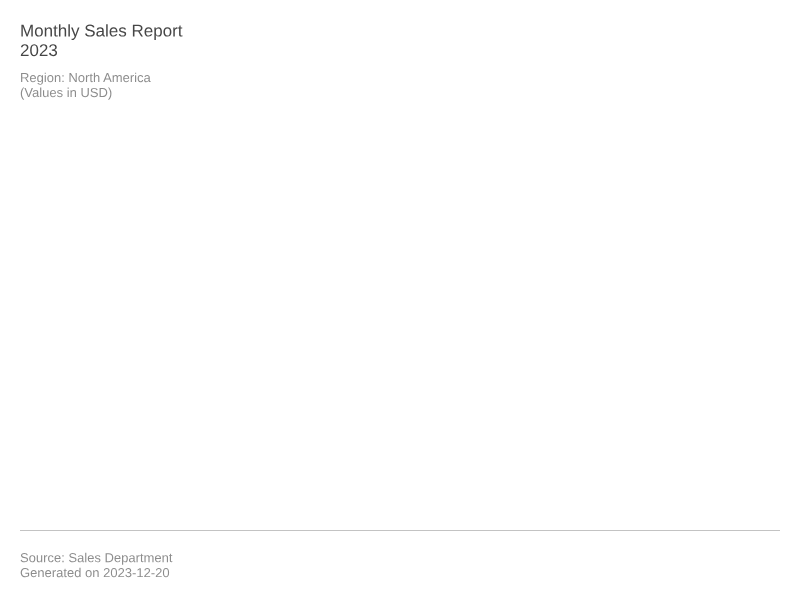 Monthly Sales Report
2023
Region: North America
(Values in USD)
Source: Sales Department
Generated on 2023-12-20